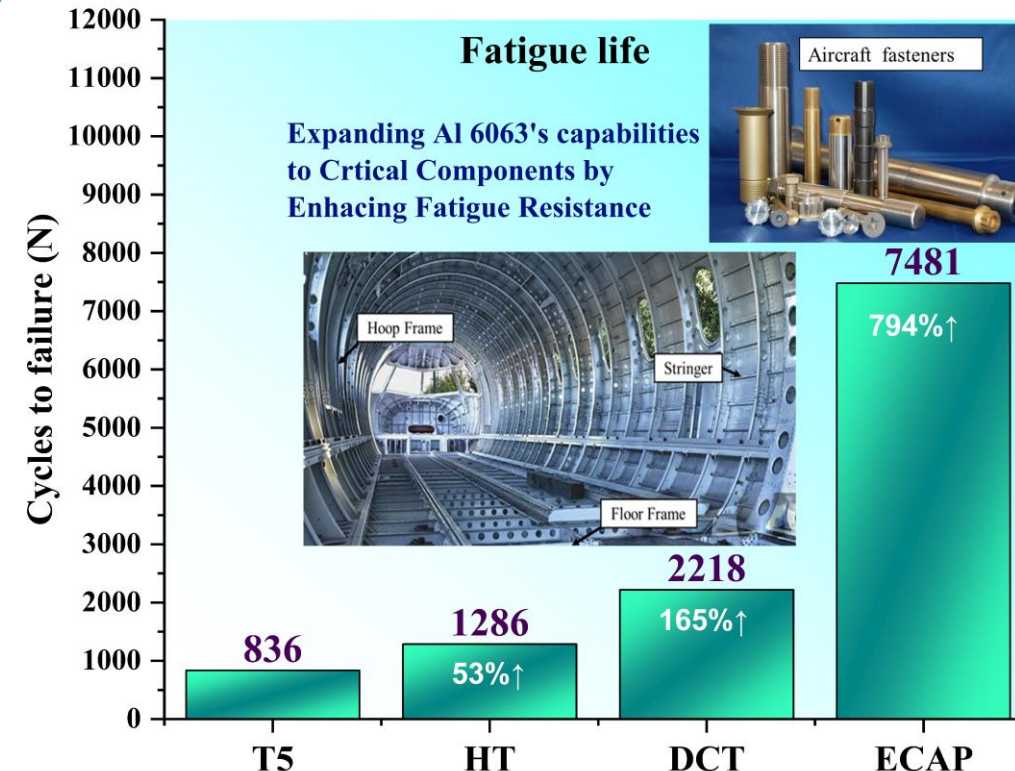 Fatigue life
Aircraft fasteners
Expanding Al 6063's capabilities
to Crtical Components by
Enhacing Fatigue Resistance
Cycles to failure (N)
12000
11000
10000
9000
8000
7000
6000
5000
4000
3000
2000
1000
0
Hoop Frame
Stringer
Floor Frame
836
1286
53%↑
2218
165%↑
7481
794%↑
T5
HT
DCT
ECAP